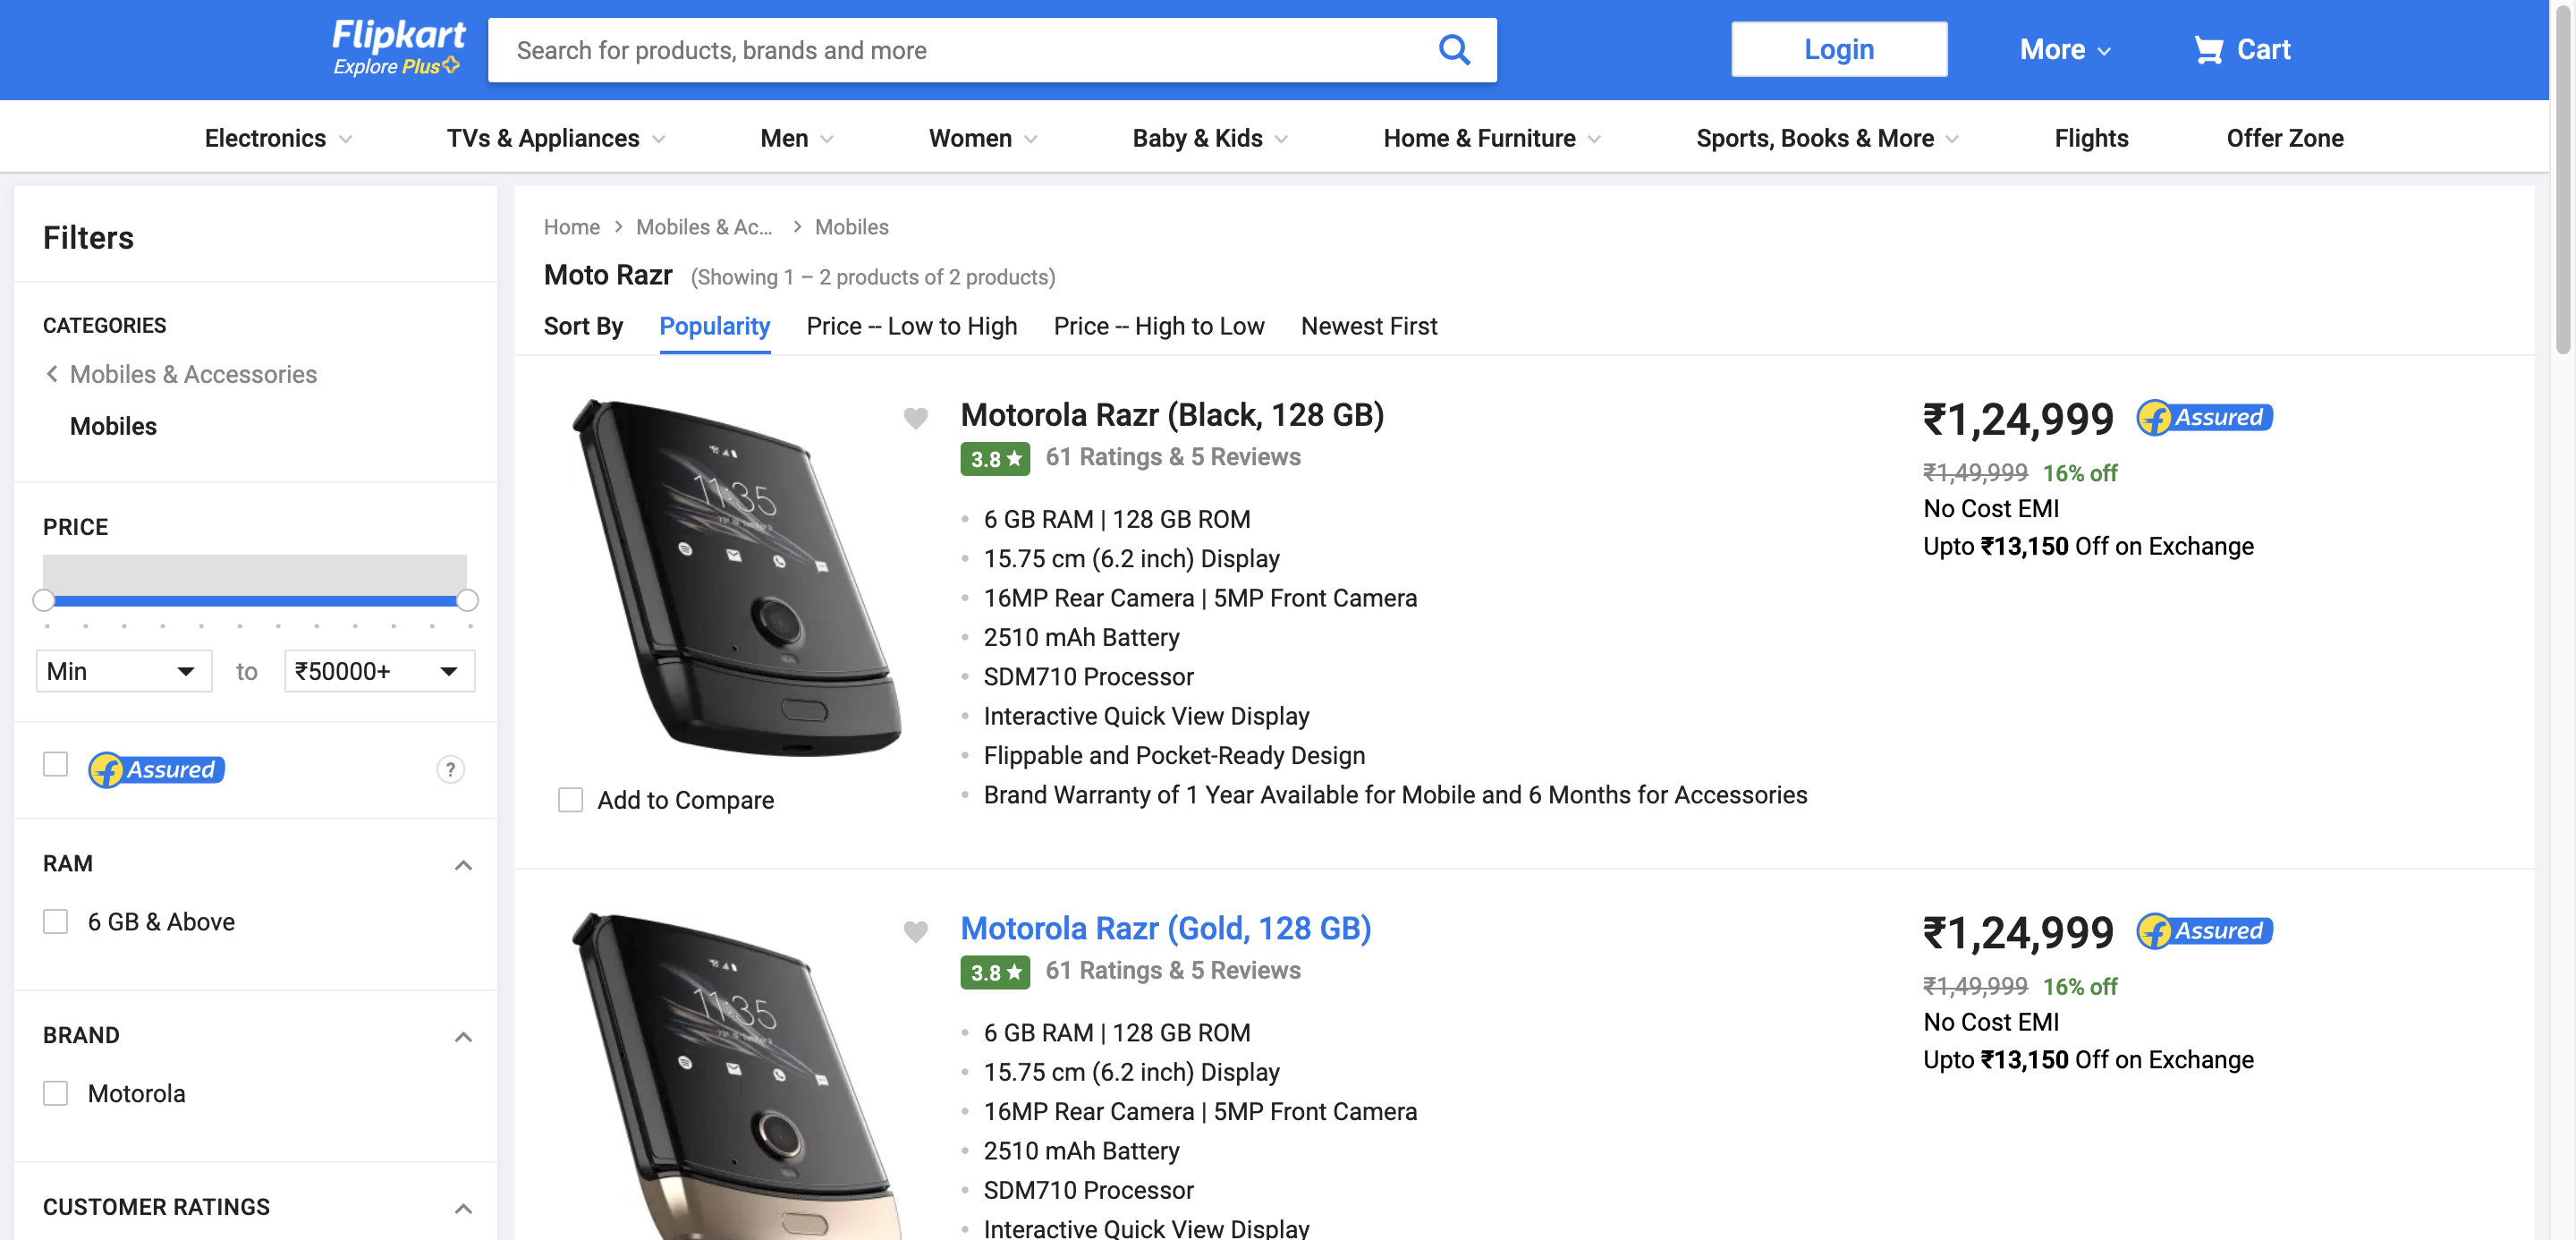 Flipkart
Explore Plus
Search for products, brands and more
Login
More
Cart
Electronics
TVs & Appliances
Men
Women
Baby & Kids
Home & Furniture
Sports, Books & More
Flights
Offer Zone
Filters
CATEGORIES
Mobiles & Accessories
Mobiles
PRICE
Min
to
₹50000+
Assured
?
RAM
6 GB & Above
BRAND
Motorola
CUSTOMER RATINGS
Home > Mobiles & Ac... > Mobiles
Moto Razr (Showing 1 – 2 products of 2 products)
Sort By Popularity Price -- Low to High Price -- High to Low Newest First
11:35
Add to Compare
Motorola Razr (Black, 128 GB)
3.8 ★ 61 Ratings & 5 Reviews
6 GB RAM | 128 GB ROM
15.75 cm (6.2 inch) Display
16MP Rear Camera | 5MP Front Camera
2510 mAh Battery
SDM710 Processor
Interactive Quick View Display
Flippable and Pocket-Ready Design
Brand Warranty of 1 Year Available for Mobile and 6 Months for Accessories
₹1,24,999 Assured
₹1,49,999 16% off
No Cost EMI
Upto ₹13,150 Off on Exchange
11:35
Motorola Razr (Gold, 128 GB)
3.8 ★ 61 Ratings & 5 Reviews
6 GB RAM | 128 GB ROM
15.75 cm (6.2 inch) Display
16MP Rear Camera | 5MP Front Camera
2510 mAh Battery
SDM710 Processor
Interactive Quick View Display
₹1,24,999 Assured
₹1,49,999 16% off
No Cost EMI
Upto ₹13,150 Off on Exchange